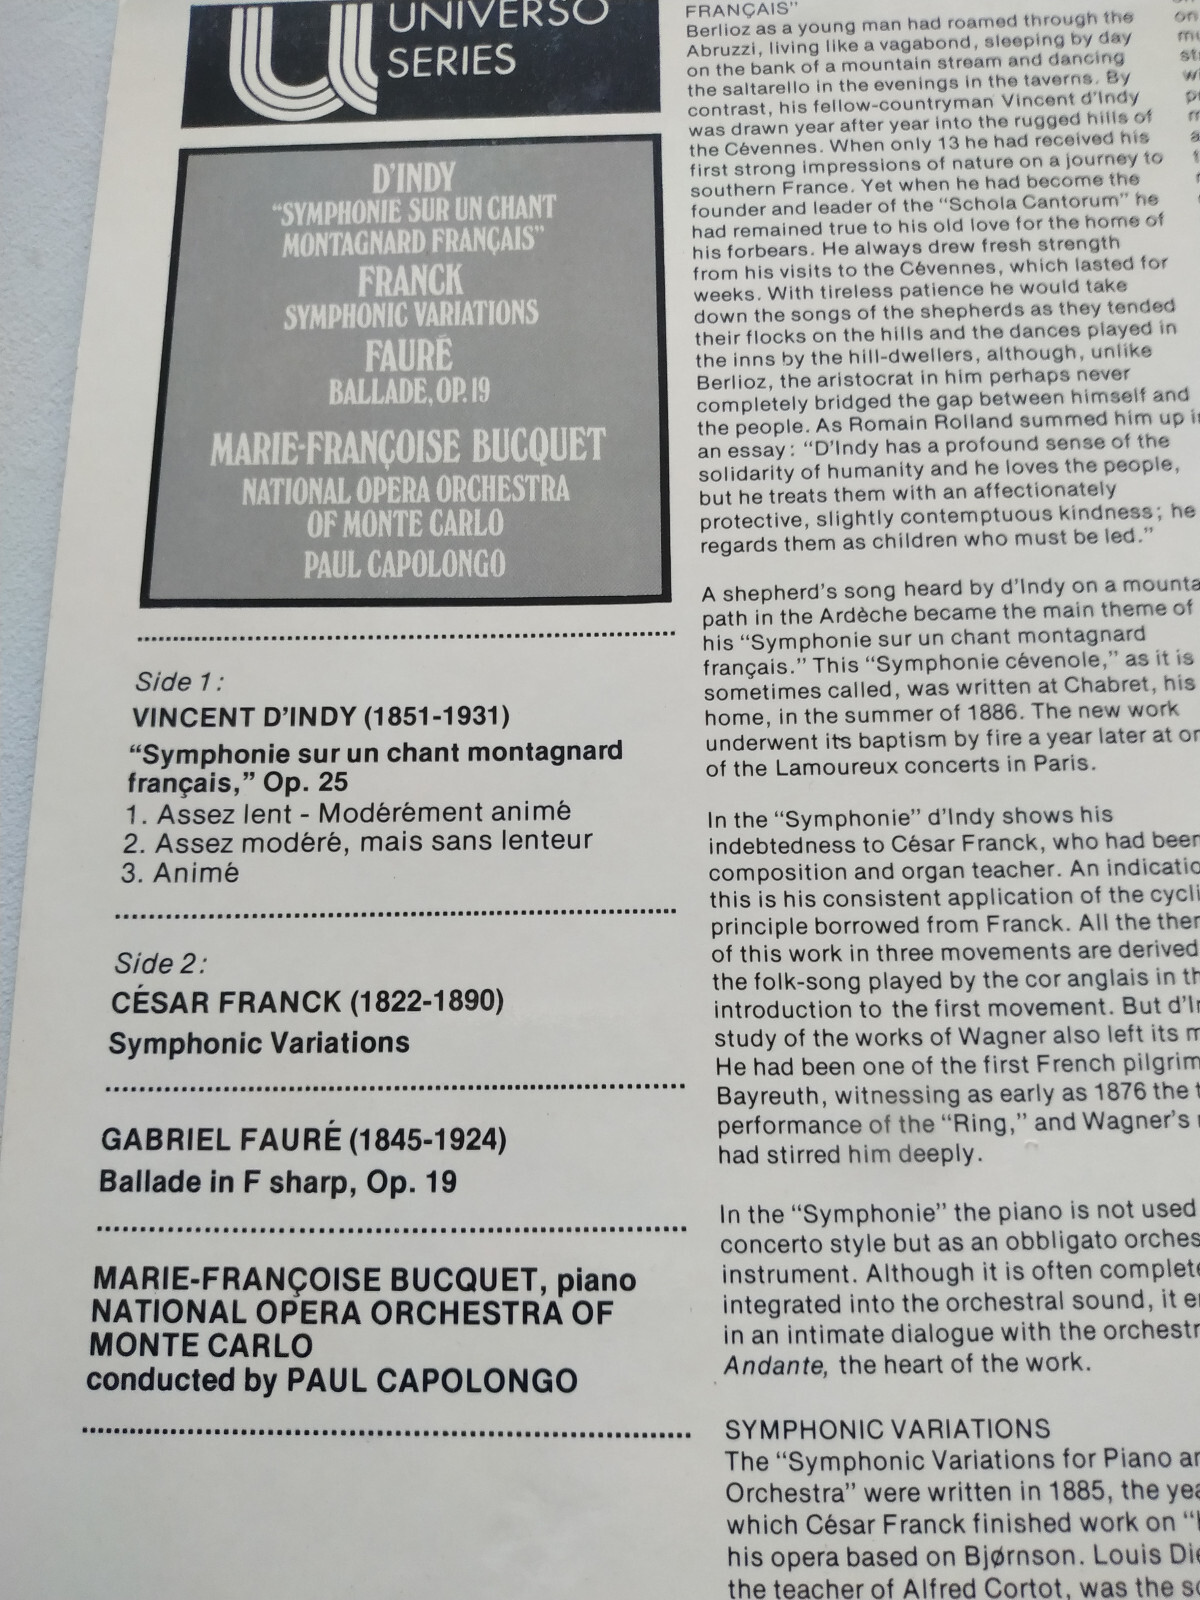 UNIVERSO
SERIES
D'INDY
"SYMPHONIE SUR UN CHANT
MONTAGNARD FRANÇAIS"
FRANCK
SYMPHONIC VARIATIONS
FAURÉ
BALLADE, OP. 19
MARIE-FRANÇOISE BUCQUET
NATIONAL OPERA ORCHESTRA
OF MONTE CARLO
PAUL CAPOLONGO
Side 1:
VINCENT D'INDY (1851-1931)
"Symphonie sur un chant montagnard
français," Op. 25
1. Assez lent - Modérément animé
2. Assez modéré, mais sans lenteur
3. Animé
Side 2:
CÉSAR FRANCK (1822-1890)
Symphonic Variations
GABRIEL FAURÉ (1845-1924)
Ballade in F sharp, Op. 19
MARIE-FRANÇOISE BUCQUET, piano
NATIONAL OPERA ORCHESTRA OF
MONTE CARLO
conducted by PAUL CAPOLONGO
FRANÇAIS"
Berlioz as a young man had roamed through the
Abruzzi, living like a vagabond, sleeping by day
on the bank of a mountain stream and dancing
the saltarello in the evenings in the taverns. By
contrast, his fellow-countryman Vincent d'Indy
was drawn year after year into the rugged hills of
the Cévennes. When only 13 he had received his
first strong impressions of nature on a journey to
southern France. Yet when he had become the
founder and leader of the "Schola Cantorum" he
had remained true to his old love for the home of
his forbears. He always drew fresh strength
from his visits to the Cévennes, which lasted for
weeks. With tireless patience he would take
down the songs of the shepherds as they tended
their flocks on the hills and the dances played in
the inns by the hill-dwellers, although, unlike
Berlioz, the aristocrat in him perhaps never
completely bridged the gap between himself and
the people. As Romain Rolland summed him up
an essay: "D'Indy has a profound sense of the
solidarity of humanity and he loves the people,
but he treats them with an affectionately
protective, slightly contemptuous kindness; he
regards them as children who must be led."
A shepherd's song heard by d'Indy on a
path in the Ardèche became the main theme of
his "Symphonie sur un chant montagnard
français." This "Symphonie cévenole," as it is
sometimes called, was written at Chabret, his
home, in the summer of 1886. The new work
underwent its baptism by fire a year later at
of the Lamoureux concerts in Paris.
In the "Symphonie" d'Indy shows his
indebtedness to César Franck, who had been
composition and organ teacher. An
this is his consistent application of the
principle borrowed from Franck. All the
of this work in three movements are derived
the folk-song played by the cor anglais in
introduction to the first movement. But
study of the works of Wagner also left its
He had been one of the first French
Bayreuth, witnessing as early as 1876 the
performance of the "Ring," and Wagner's
had stirred him deeply.
In the "Symphonie" the piano is not used
concerto style but as an obbligato
instrument. Although it is often
integrated into the orchestral sound, it
in an intimate dialogue with the
Andante, the heart of the work.
SYMPHONIC VARIATIONS
The "Symphonic Variations for Piano
Orchestra" were written in 1885, the
which César Franck finished work on
his opera based on Bjørnson. Louis
the teacher of Alfred Cortot, was the